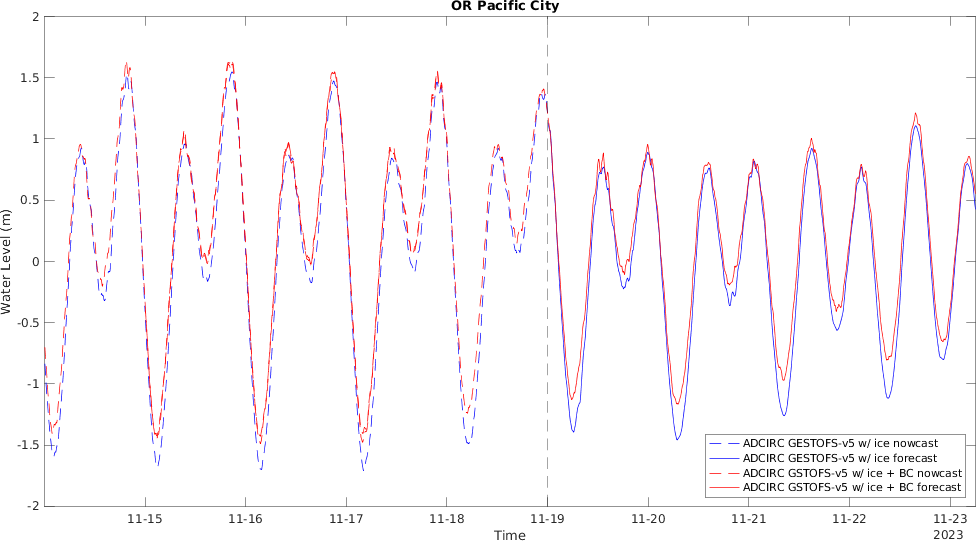 OR Pacific City
2
1.5
1
0.5
0
-0.5
-1
-1.5
-2
Water Level (m)
11-15 11-16 11-17 11-18 11-19 11-20 11-21 11-22 11-23
2023
Time
ADCIRC GESTOFS-v5 w/ ice nowcast
ADCIRC GESTOFS-v5 w/ ice forecast
ADCIRC GSTOFS-v5 w/ ice + BC nowcast
ADCIRC GSTOFS-v5 w/ ice + BC forecast